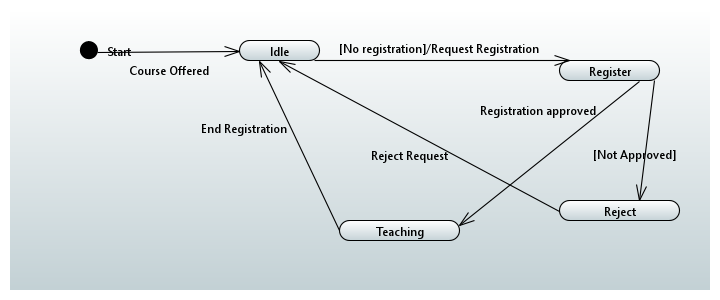 Start
Course Offered
Idle
[No registration]/Request Registration
Register
Registration approved
End Registration
Reject Request
[Not Approved]
Reject
Teaching